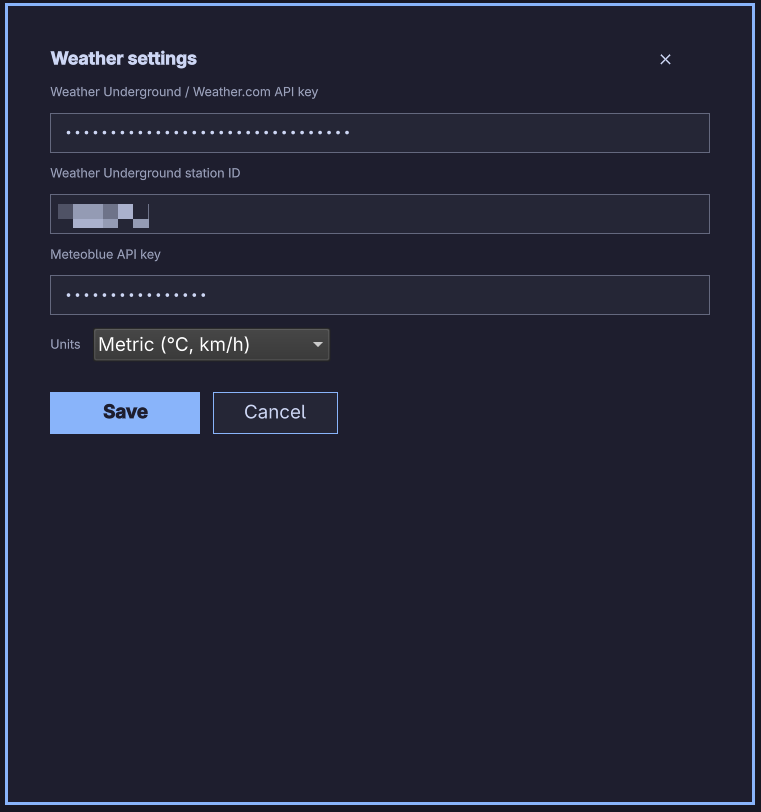 Weather settings
×
Weather Underground / Weather.com API key
••••••••••••••••••••••••••••••••
Weather Underground station ID
Meteoblue API key
••••••••••••••••
Units
Metric (°C, km/h)
Save
Cancel